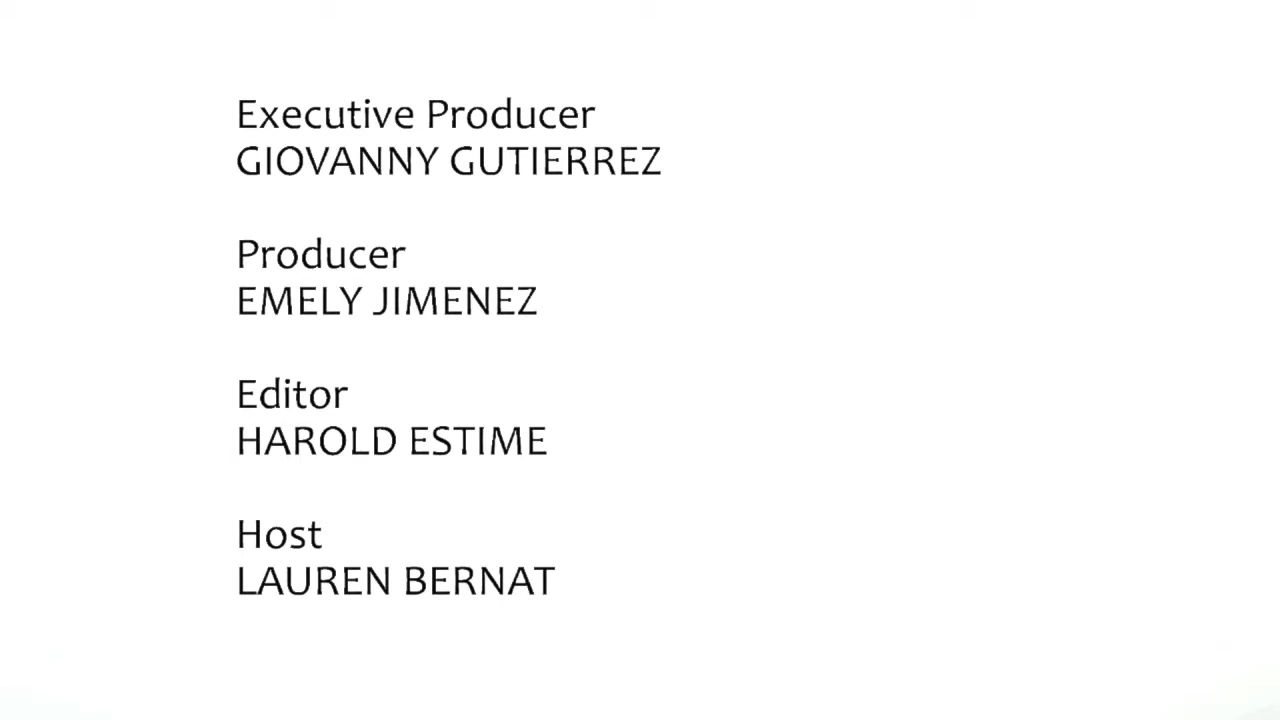 Executive Producer
GIOVANNY GUTIERREZ
Producer
EMELY JIMENEZ
Editor
HAROLD ESTIME
Host
LAUREN BERNAT